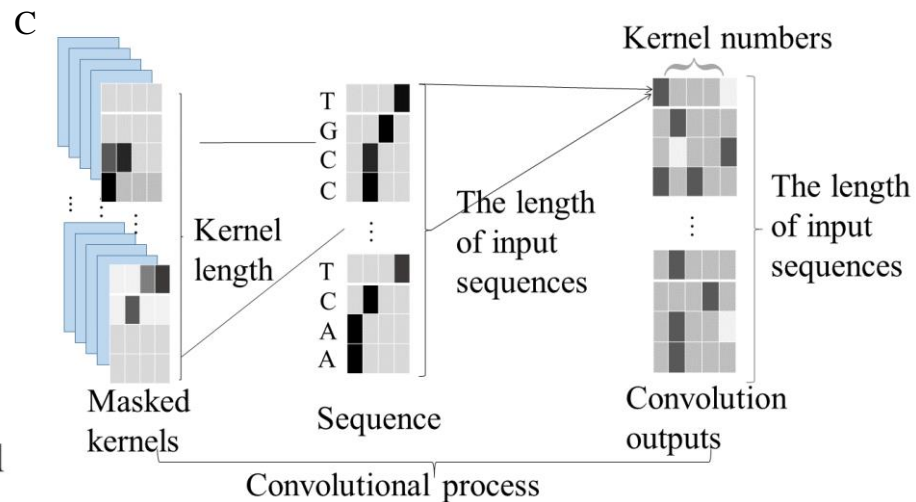 C
Kernel numbers
T
G
C
C
⋮
T
C
A
A
Kernel
length
The length
of input
sequences
The length
of input
sequences
Masked
kernels
Sequence
Convolution
outputs
Convolutional process